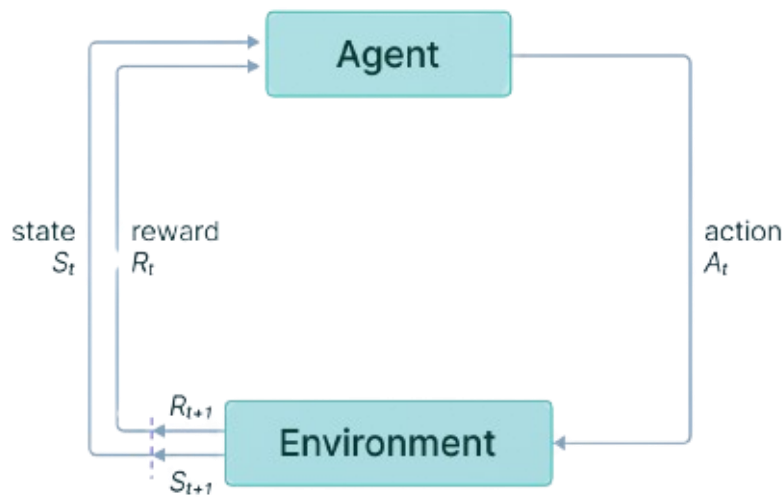 Agent
state
Sₜ
reward
Rₜ
action
Aₜ
Rₜ₊₁
Environment
Sₜ₊₁